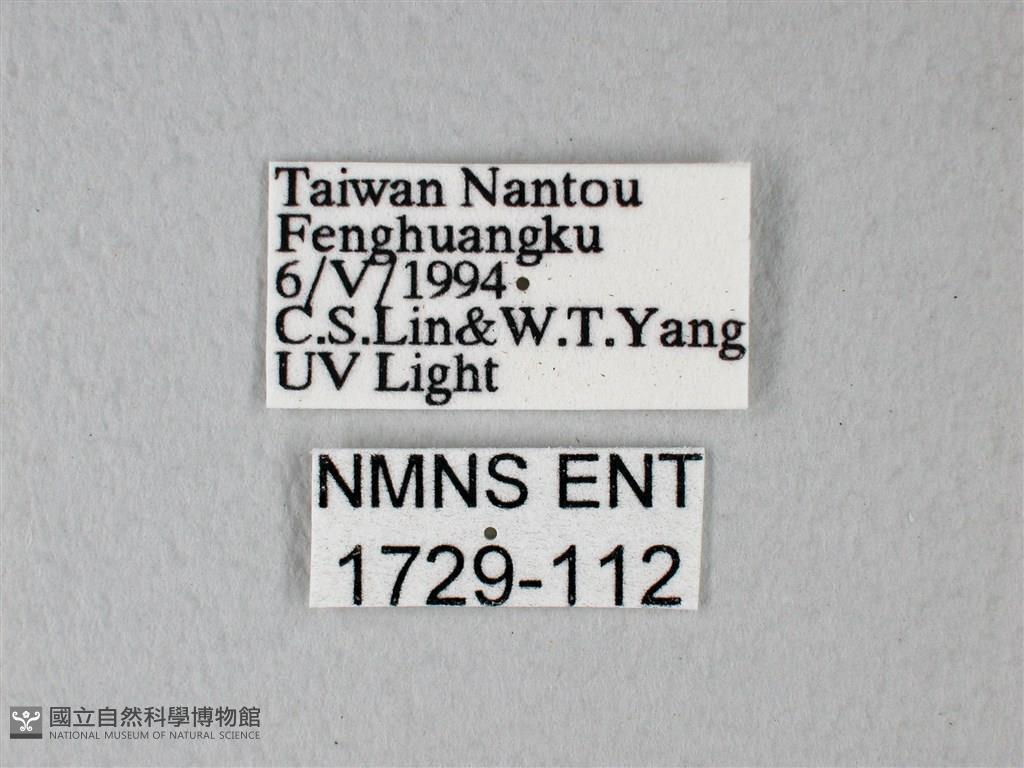 Taiwan Nantou
Fenghuangku
6/V/1994
C.S.Lin&W.T.Yang
UV Light
NMNS ENT
1729-112
國立自然科學博物館
NATIONAL MUSEUM OF NATURAL SCIENCE